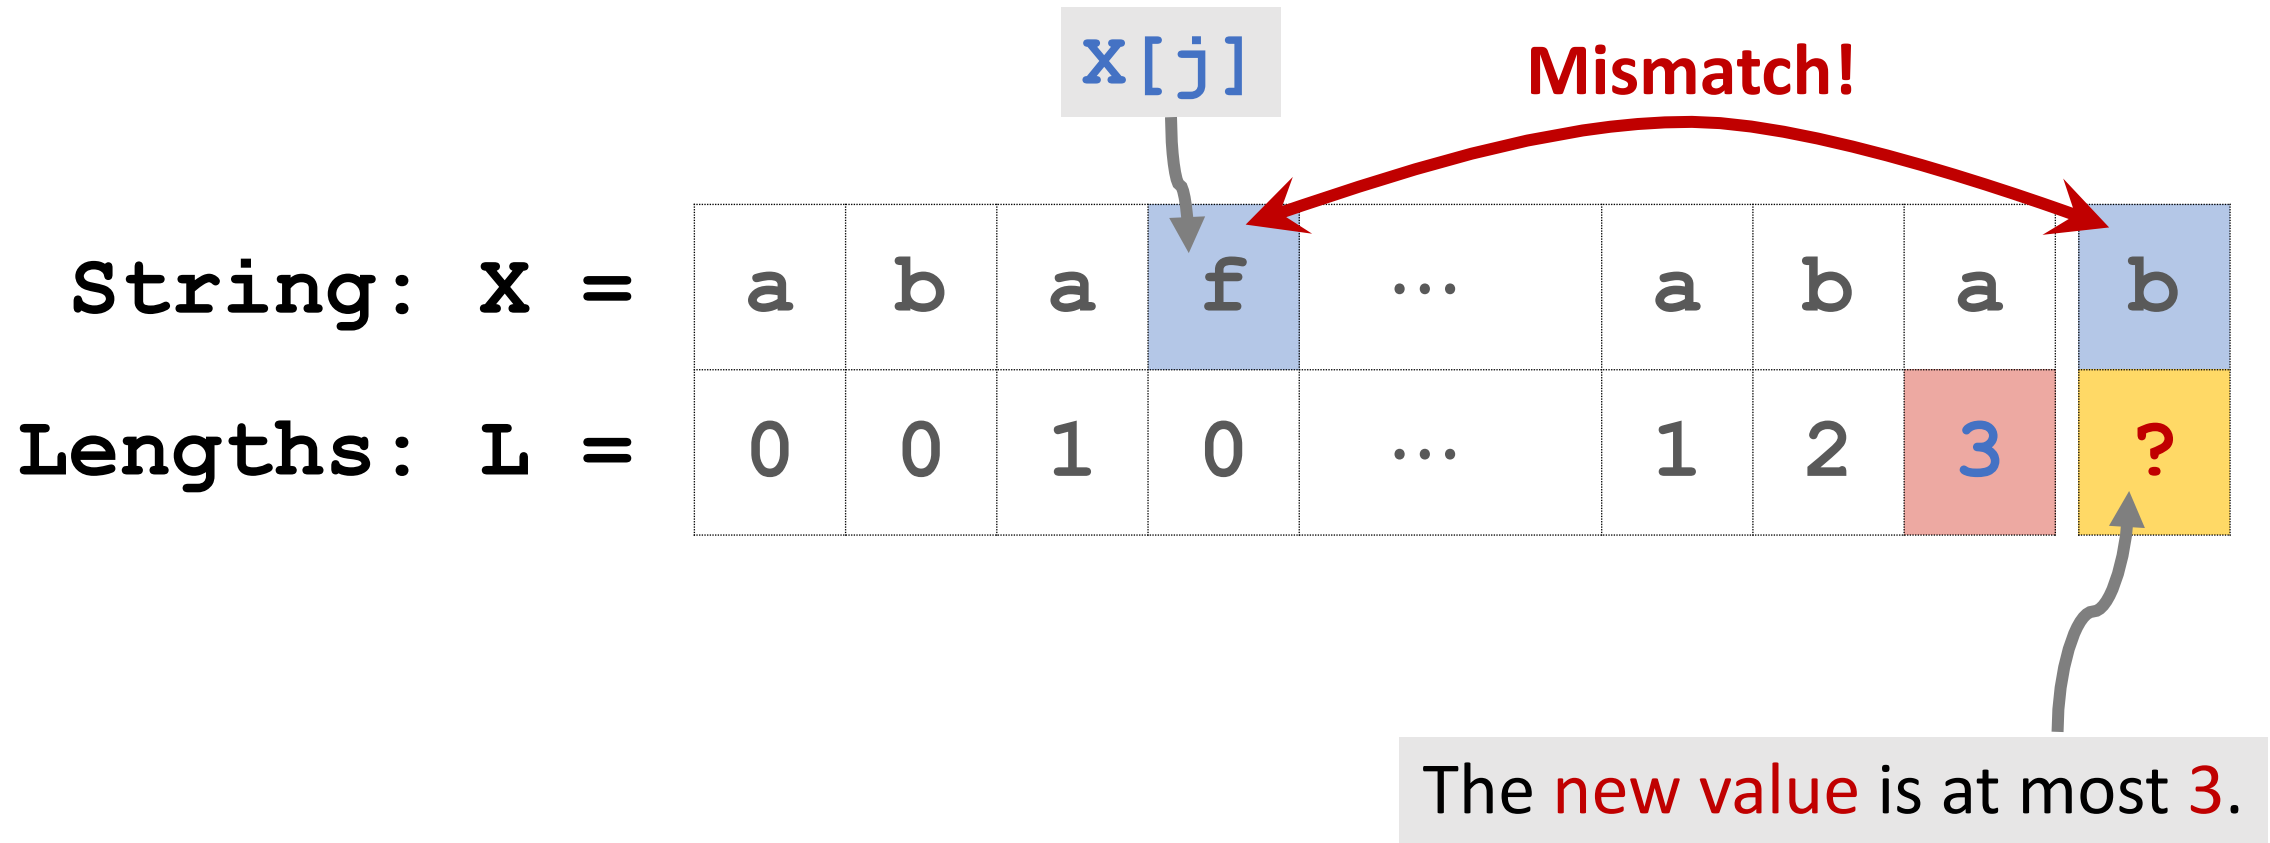 X[j]
Mismatch!
String: X = a b a f ... a b a b
Lengths: L = 0 0 1 0 ... 1 2 3 ?
The new value is at most 3.